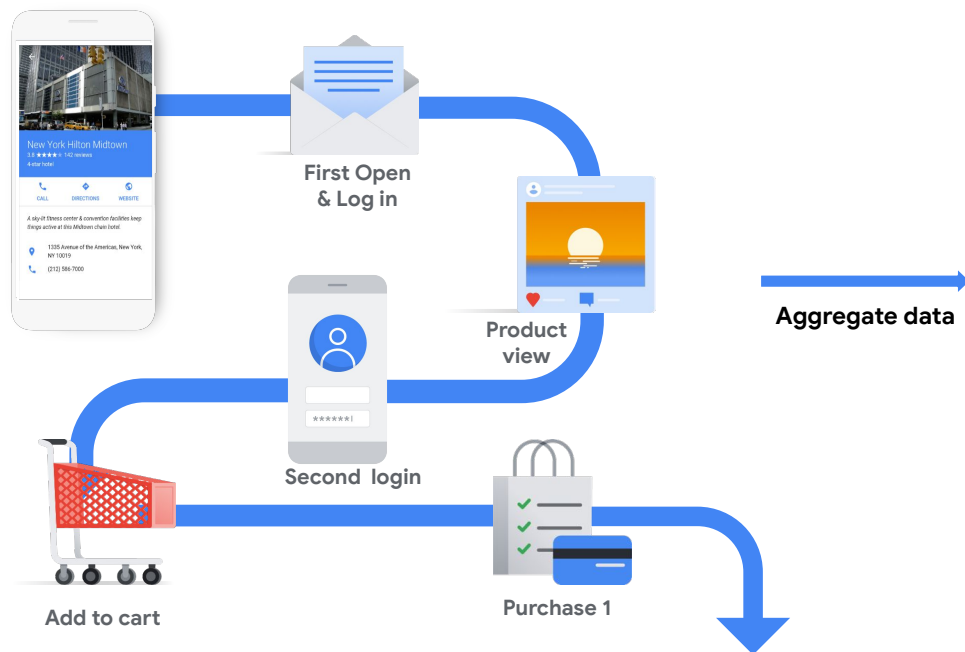 New York Hilton Midtown
3.8 ★★★★★ 142 reviews
4-star hotel
CALL
DIRECTIONS
WEBSITE
A sky-lit fitness center & convention facilities keep
things active at this Midtown chain hotel.
1335 Avenue of the Americas, New York,
NY 10019
(212) 586-7000
First Open
& Log in
Product
view
Aggregate data
******|
Second login
Add to cart
Purchase 1